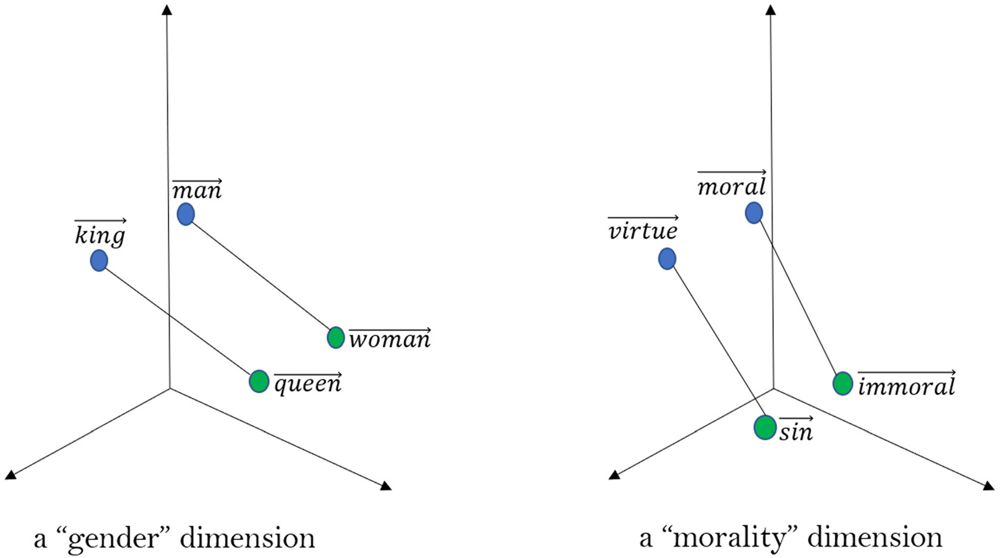 man
king
woman
queen
a “gender” dimension
moral
virtue
immoral
sin
a “morality” dimension